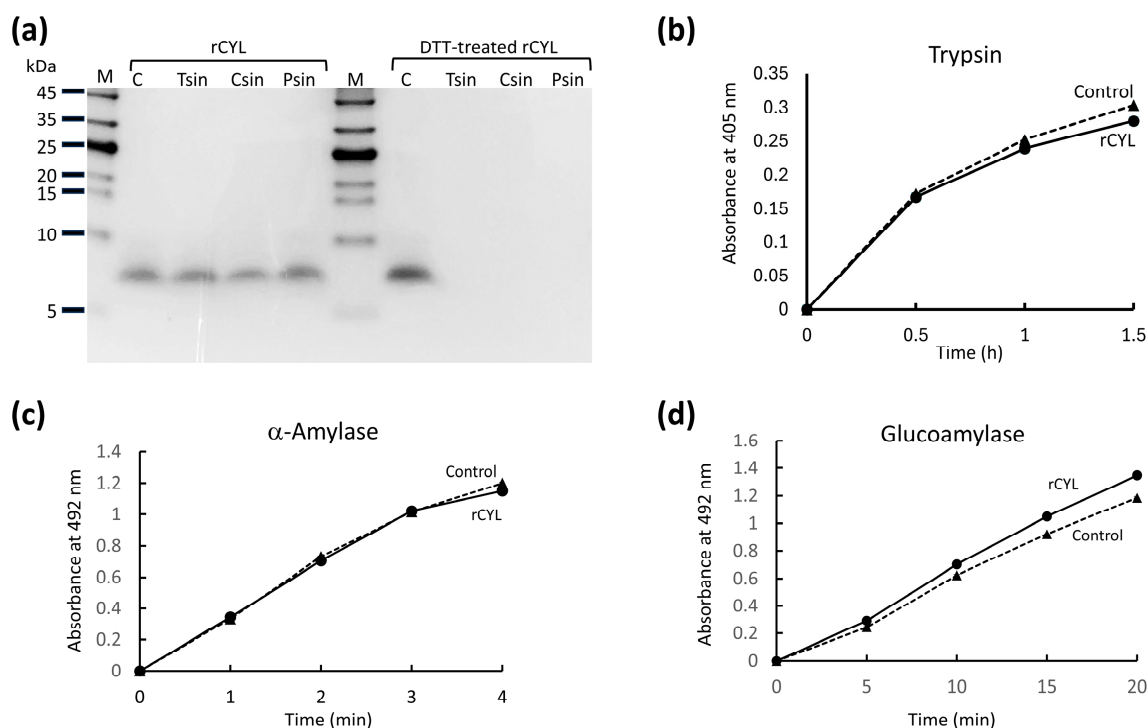 (a)
rCYL
DTT-treated rCYL
kDa
M C Tsin Csin Psin M C Tsin Csin Psin
45
35
25
20
15
10
5
(b)
Trypsin
Absorbance at 405 nm
0.35
0.3
0.25
0.2
0.15
0.1
0.05
0
Control
rCYL
0 0.5 1 1.5
Time (h)
(c)
α-Amylase
Absorbance at 492 nm
1.4
1.2
1
0.8
0.6
0.4
0.2
0
Control
rCYL
0 1 2 3 4
Time (min)
(d)
Glucoamylase
Absorbance at 492 nm
1.6
1.4
1.2
1
0.8
0.6
0.4
0.2
0
rCYL
Control
0 5 10 15 20
Time (min)